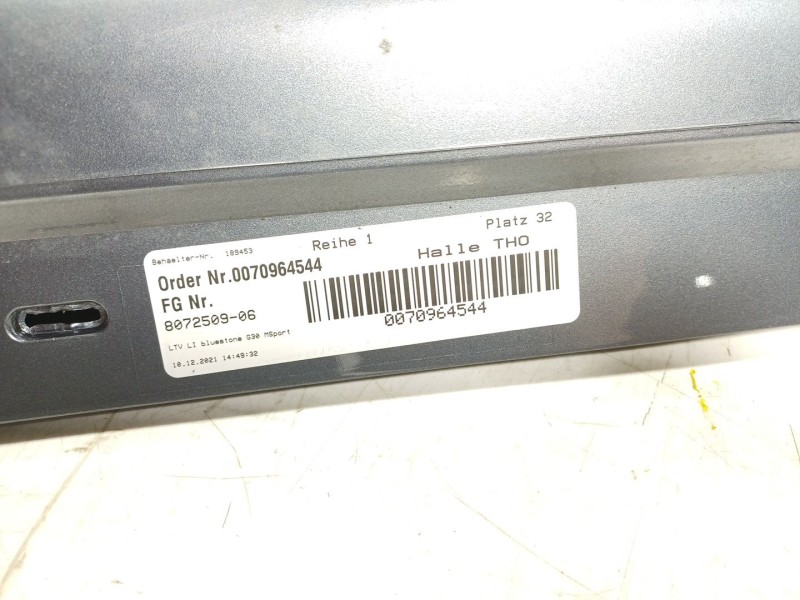 Behaelter-Nr. 189453 Reihe 1 Platz 32
Order Nr.0070964544 Halle THO
FG Nr.
8072509-06
0070964544
LTV LI bluestone G30 MSport
10.12.2021 14:49:32